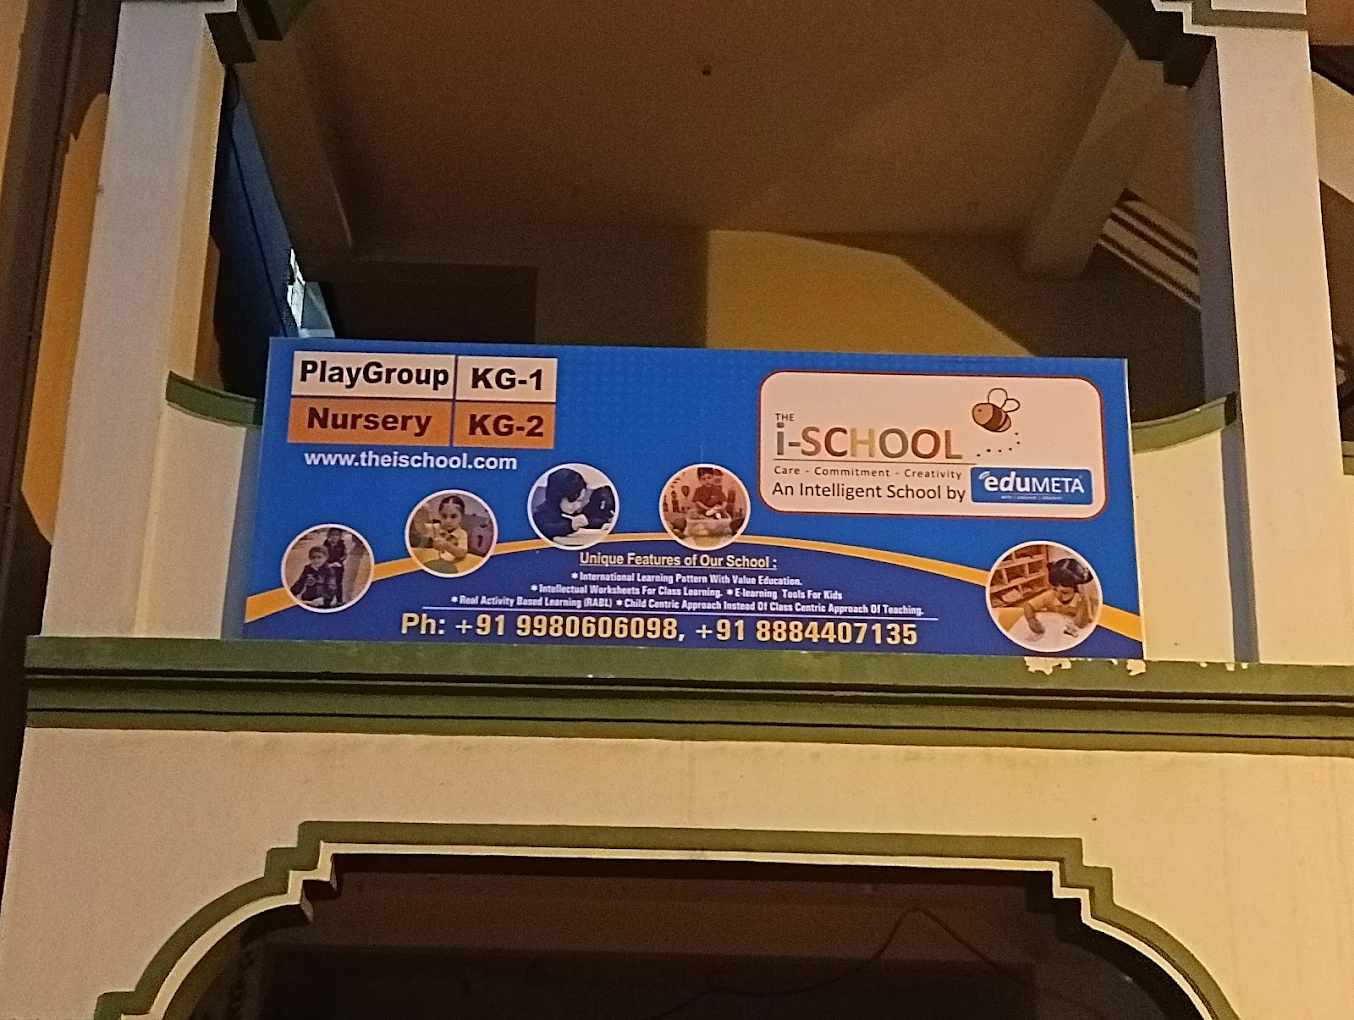 PlayGroup KG-1
Nursery KG-2
www.theischool.com
THE
i-SCHOOL
Care - Commitment - Creativity
An Intelligent School by eduMETA
Unique Features of Our School :
* International Learning Pattern With Value Education.
* Intellectual Worksheets For Class Learning. * E-learning Tools For Kids
* Real Activity Based Learning (RABL) * Child Centric Approach Instead Of Class Centric Approach Of Teaching.
Ph: +91 9980606098, +91 8884407135